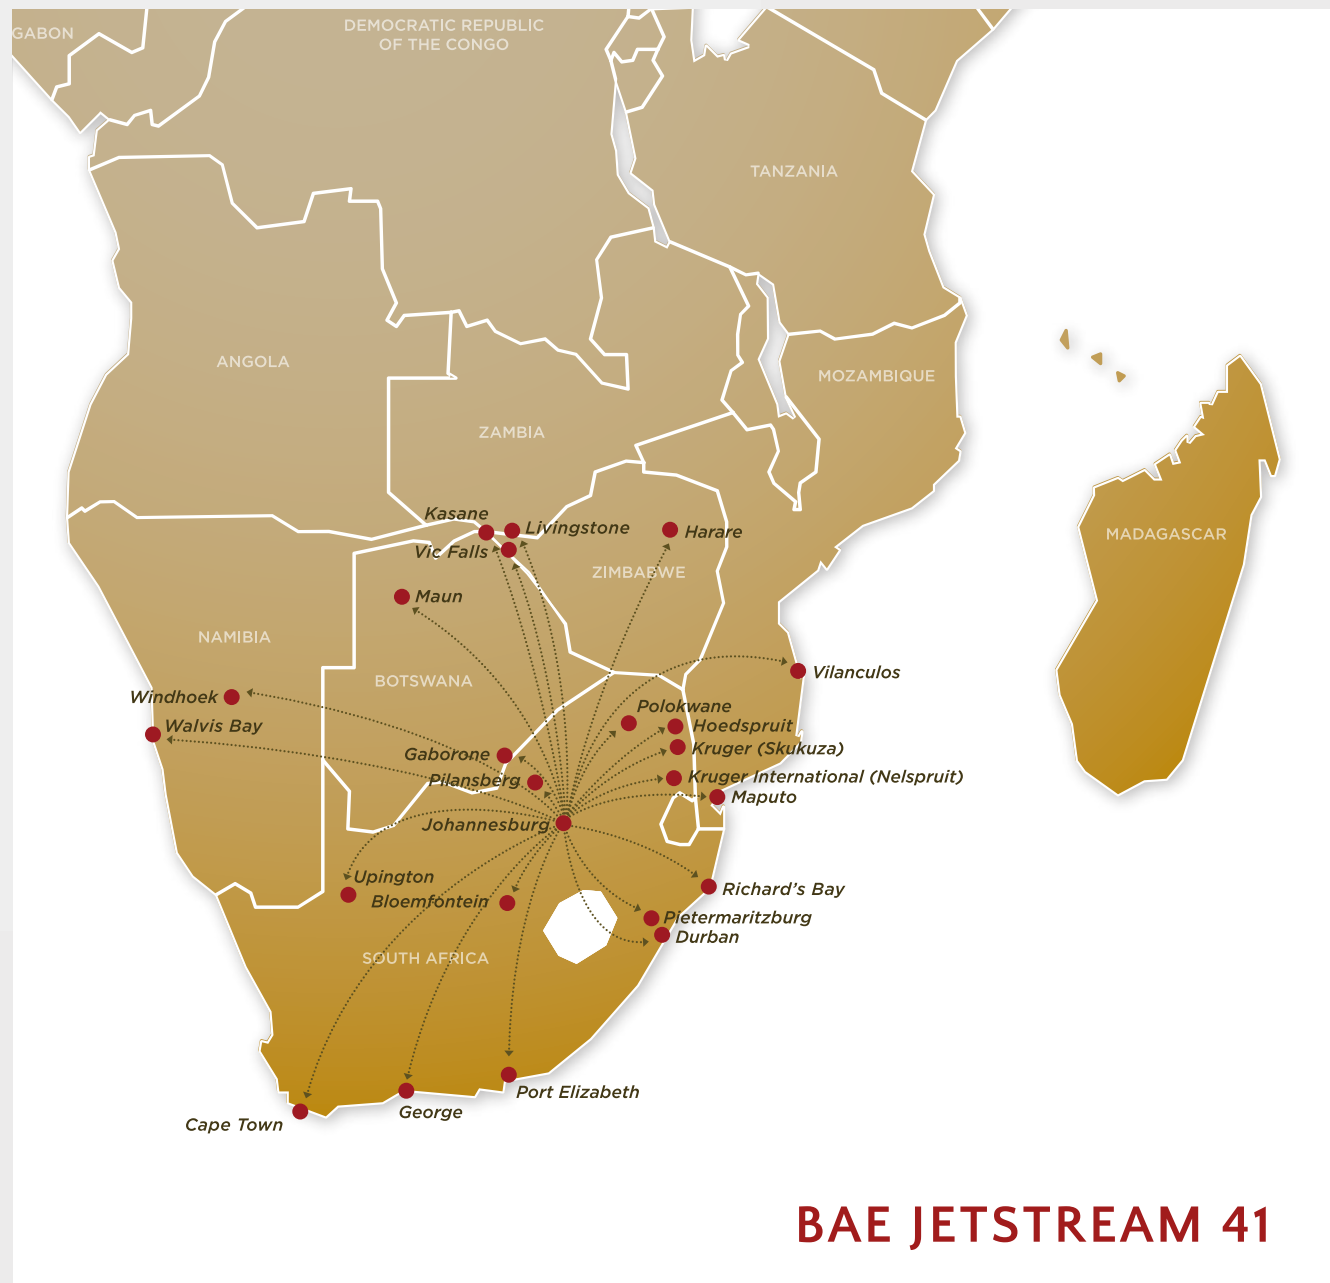 GABON
DEMOCRATIC REPUBLIC
OF THE CONGO
TANZANIA
ANGOLA
MOZAMBIQUE
ZAMBIA
Kasane
Livingstone
Harare
MADAGASCAR
Vic Falls
ZIMBABWE
Maun
NAMIBIA
Vilanculos
BOTSWANA
Windhoek
Polokwane
Walvis Bay
Hoedspruit
Kruger (Skukuza)
Gaborone
Pilansberg
Kruger International (Nelspruit)
Maputo
Johannesburg
Upington
Richard's Bay
Bloemfontein
Pietermaritzburg
Durban
SOUTH AFRICA
Port Elizabeth
George
Cape Town
BAE JETSTREAM 41